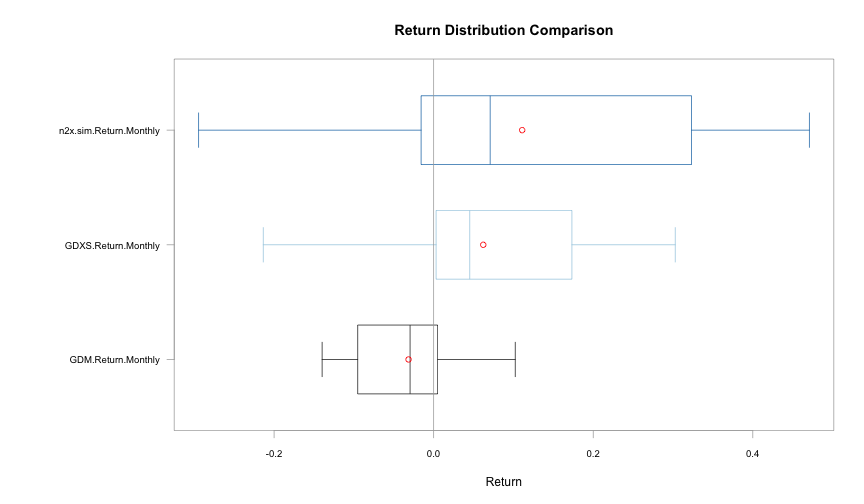 Return Distribution Comparison
n2x.sim.Return.Monthly
GDXS.Return.Monthly
GDM.Return.Monthly
-0.2 0.0 0.2 0.4
Return